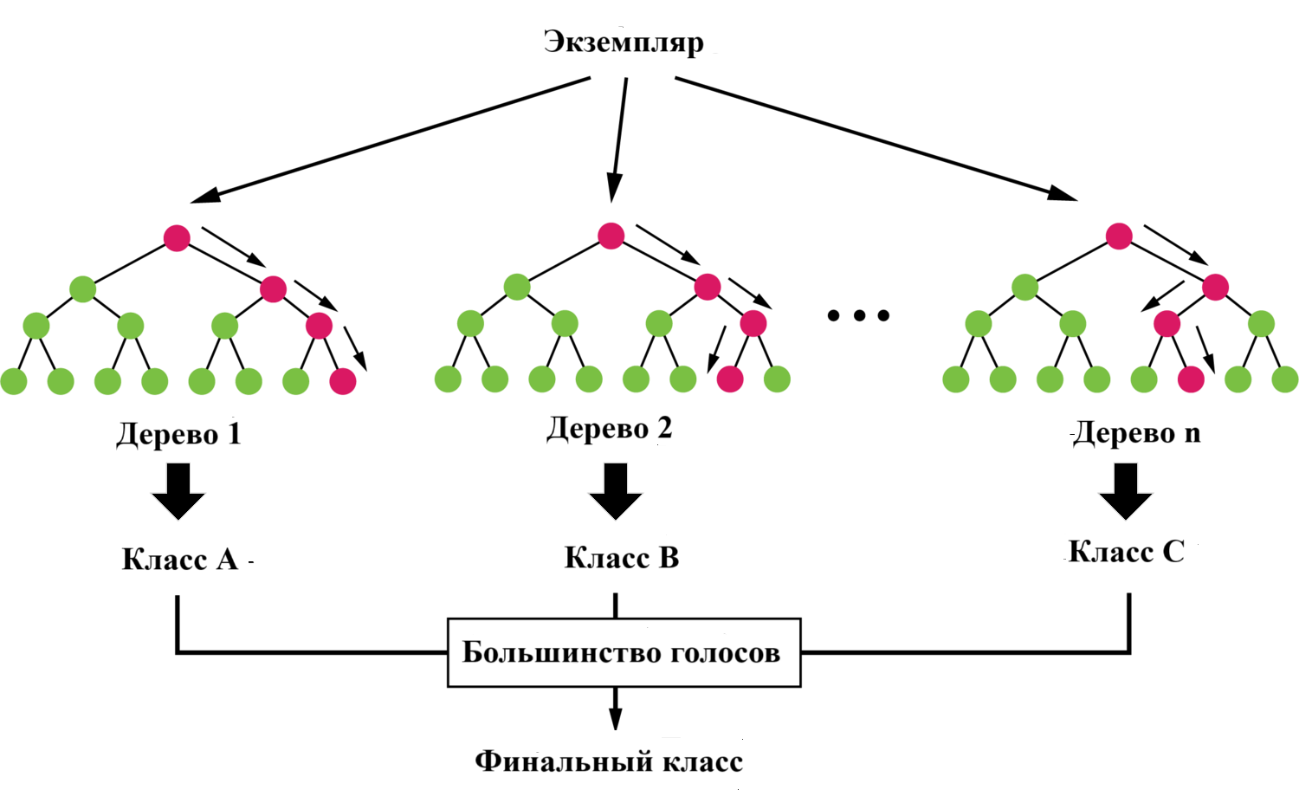 Экземпляр
Дерево 1
Дерево 2
Дерево n
Класс A
Класс B
Класс C
Большинство голосов
Финальный класс